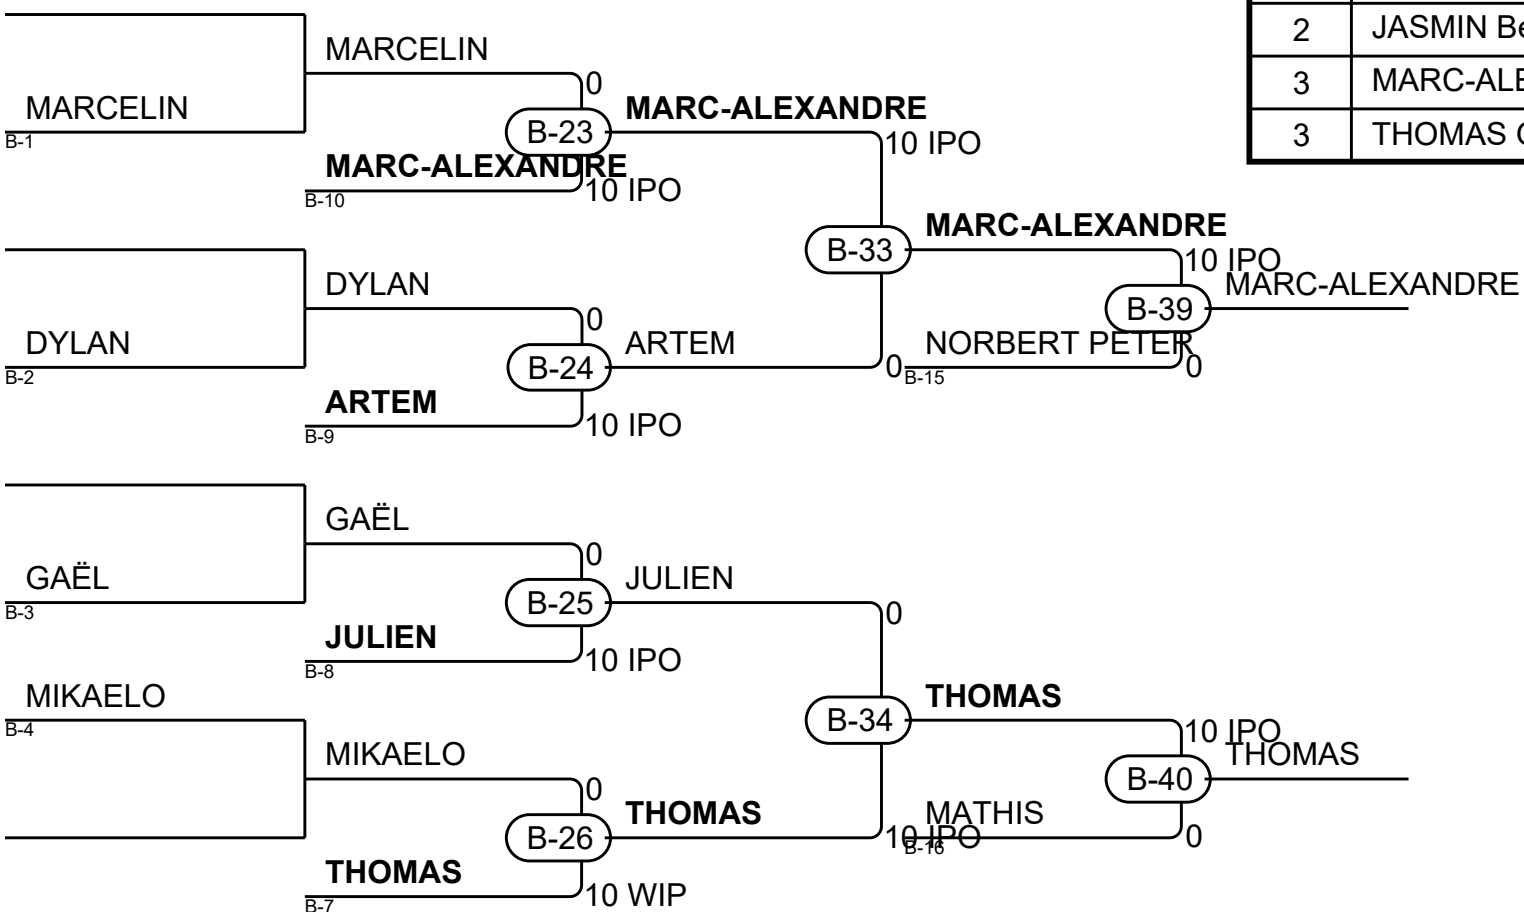 2 JASMIN Be
3 MARC-ALE
3 THOMAS
MARCELIN
0
MARCELIN
B-1
B-23
MARC-ALEXANDRE
10 IPO
MARC-ALEXANDRE
B-10
10 IPO
MARC-ALEXANDRE
B-33
10 IPO
DYLAN
0
MARC-ALEXANDRE
B-39
DYLAN
B-2
B-24
ARTEM
0
NORBERT PETER
B-15
0
ARTEM
B-9
10 IPO
GAËL
0
GAËL
B-3
B-25
JULIEN
0
JULIEN
B-8
10 IPO
MIKAELO
B-4
B-34
THOMAS
10 IPO
MIKAELO
0
THOMAS
B-40
B-26
THOMAS
10 IPO
MATHIS
B-16
0
THOMAS
B-7
10 WIP